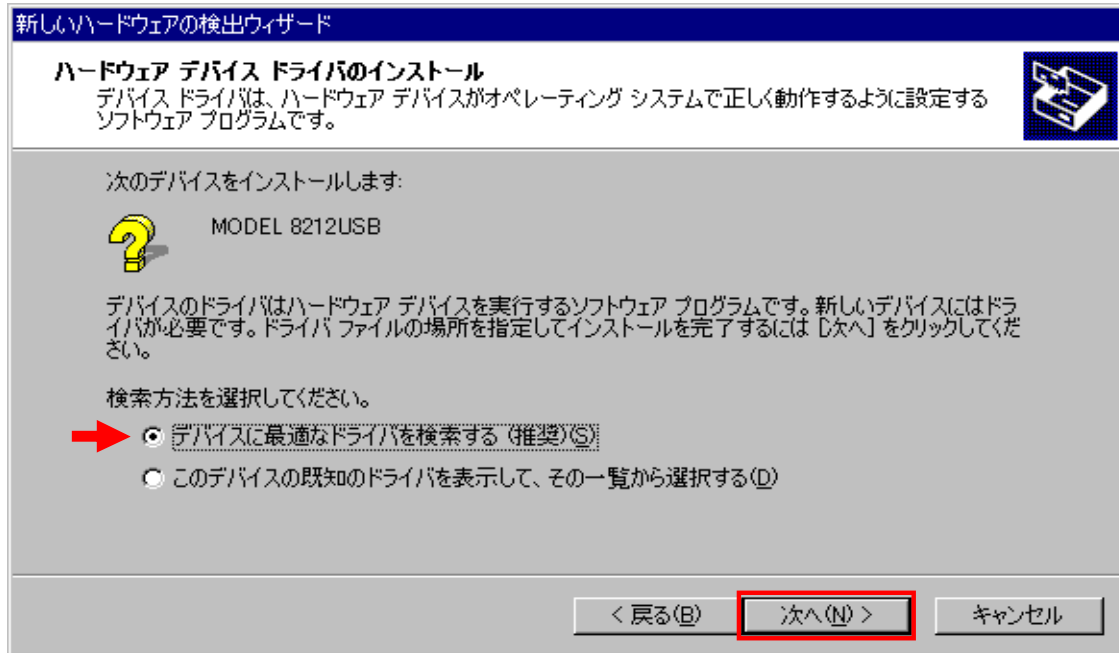 新しいハードウェアの検出ウィザード
ハードウェア デバイス ドライバのインストール
デバイス ドライバは、ハードウェア デバイスがオペレーティング システムで正しく動作するように設定する
ソフトウェア プログラムです。
次のデバイスをインストールします:
MODEL 8212USB
デバイスのドライバはハードウェア デバイスを実行するソフトウェア プログラムです。新しいデバイスにはドラ
イバが必要です。ドライバ ファイルの場所を指定してインストールを完了するには [次へ] をクリックしてくだ
さい。
検索方法を選択してください。
デバイスに最適なドライバを検索する (推奨)(S)
このデバイスの既知のドライバを表示して、その一覧から選択する(D)
< 戻る(B) 次へ(N) > キャンセル